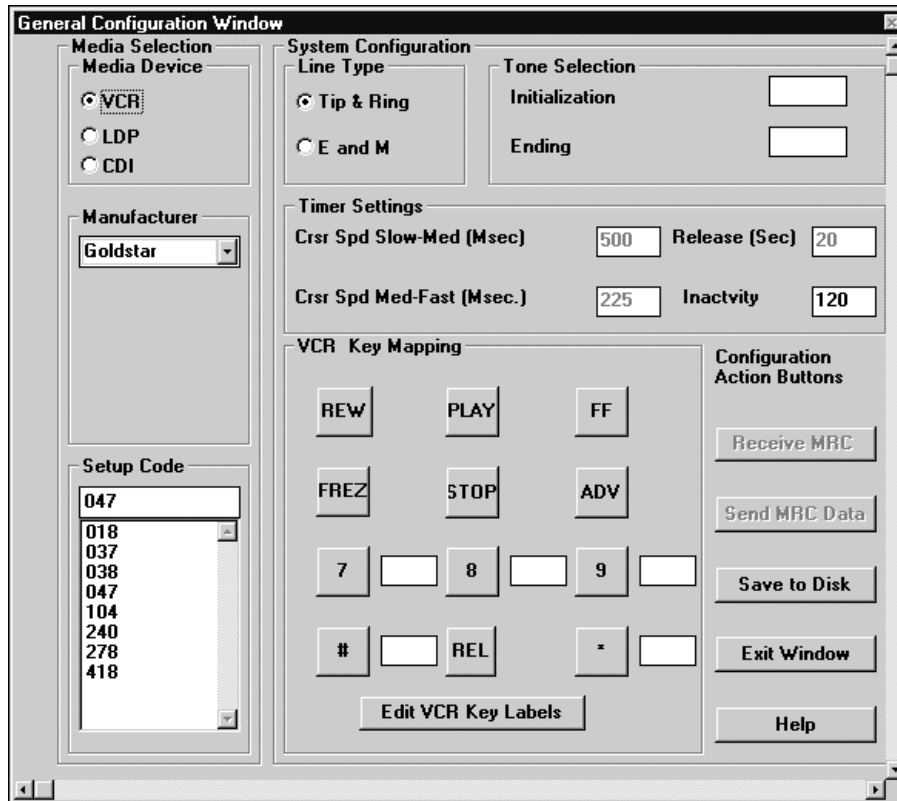 General Configuration Window
Media Selection
Media Device
VCR
LDP
CDI
Manufacturer
Goldstar
Setup Code
047
018
037
038
047
104
240
278
418
System Configuration
Line Type
Tip & Ring
E and M
Tone Selection
Initialization
Ending
Timer Settings
Crsr Spd Slow-Med (Msec) 500 Release (Sec) 20
Crsr Spd Med-Fast (Msec.) 225 Inactvity 120
VCR Key Mapping
REW PLAY FF
FREZ STOP ADV
7 8 9
# REL *
Edit VCR Key Labels
Configuration
Action Buttons
Receive MRC
Send MRC Data
Save to Disk
Exit Window
Help